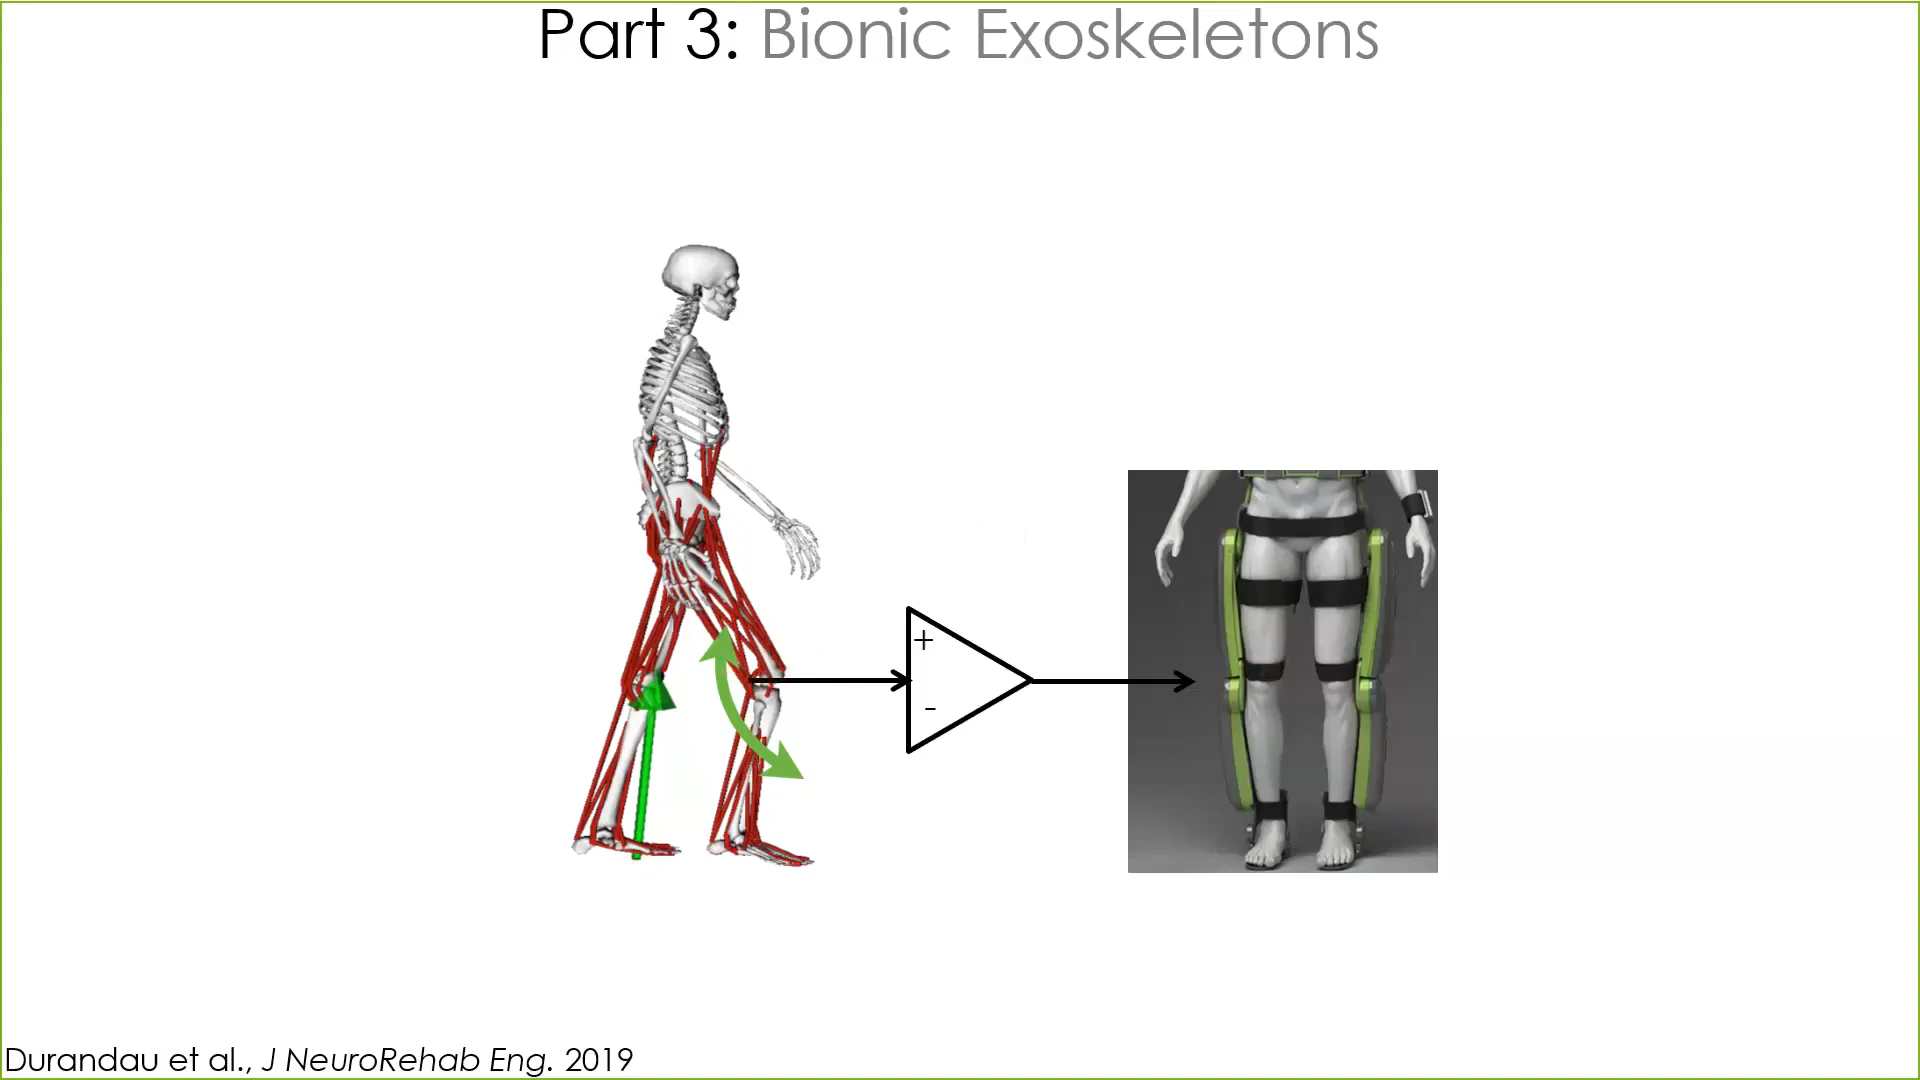 Part 3: Bionic Exoskeletons
+
-
Durandau et al., J NeuroRehab Eng. 2019